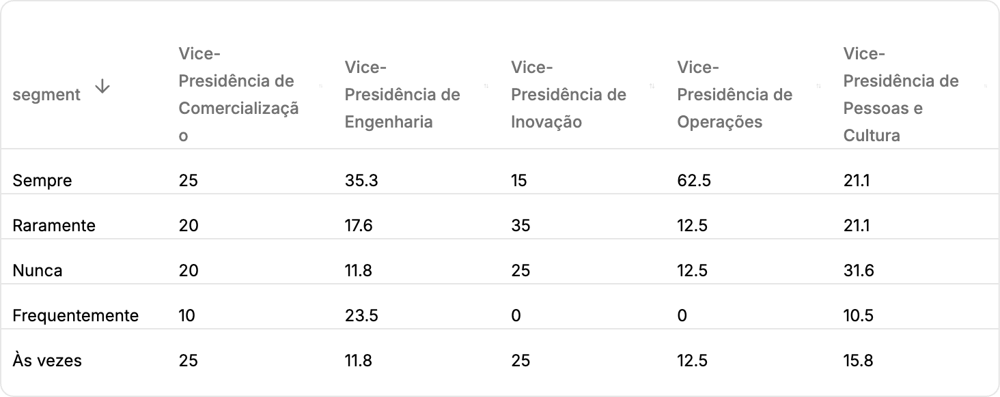 segment
Vice-
Presidência de
Comercializaçã
o
Vice-
Presidência de
Engenharia
Vice-
Presidência de
Inovação
Vice-
Presidência de
Operações
Vice-
Presidência de
Pessoas e
Cultura
Sempre 25 35.3 15 62.5 21.1
Raramente 20 17.6 35 12.5 21.1
Nunca 20 11.8 25 12.5 31.6
Frequentemente 10 23.5 0 0 10.5
Às vezes 25 11.8 25 12.5 15.8